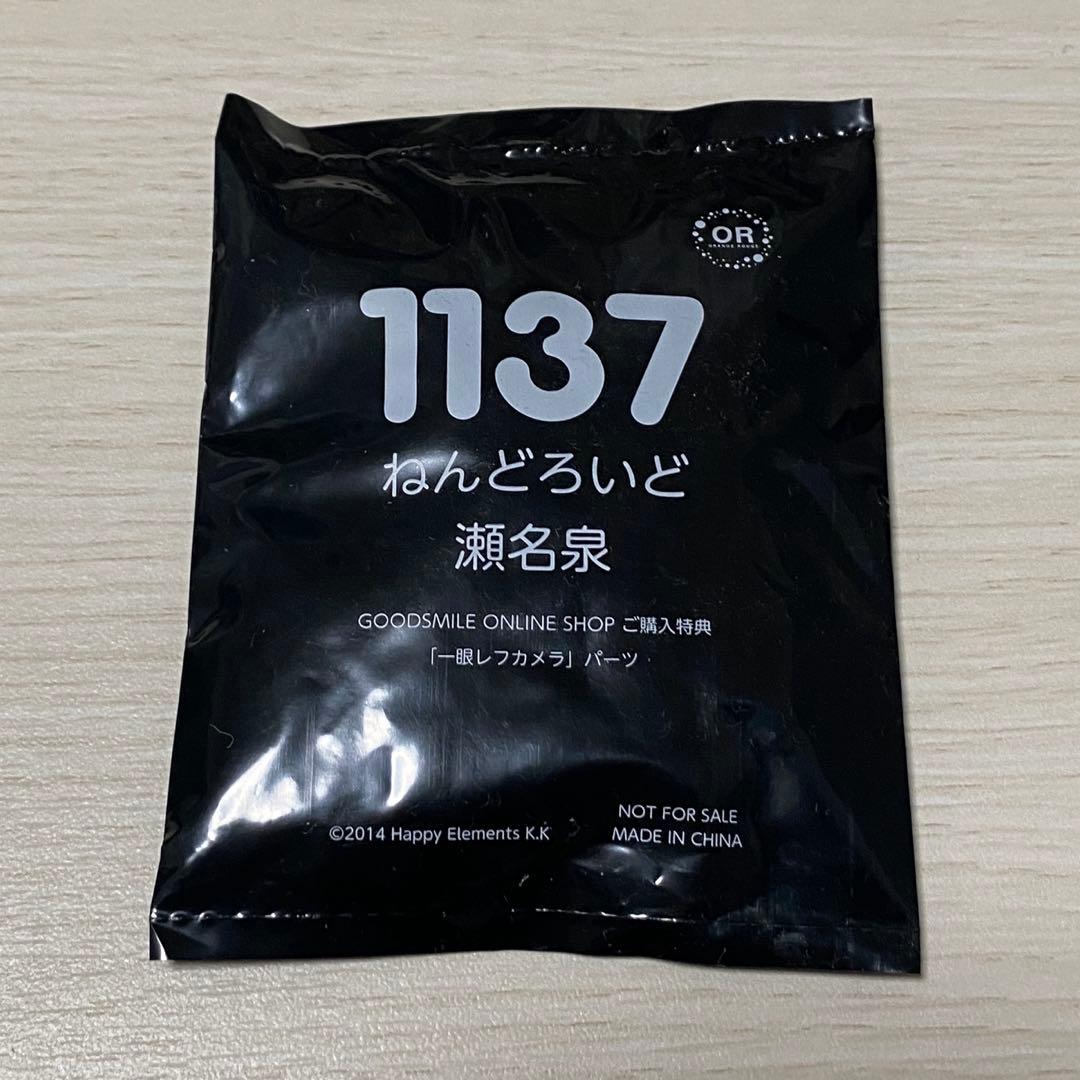 OR
ORANGE ROUGE
1137
ねんどろいど
瀬名泉
GOODSMILE ONLINE SHOP ご購入特典
「一眼レフカメラ」パーツ
NOT FOR SALE
©2014 Happy Elements K.K
MADE IN CHINA